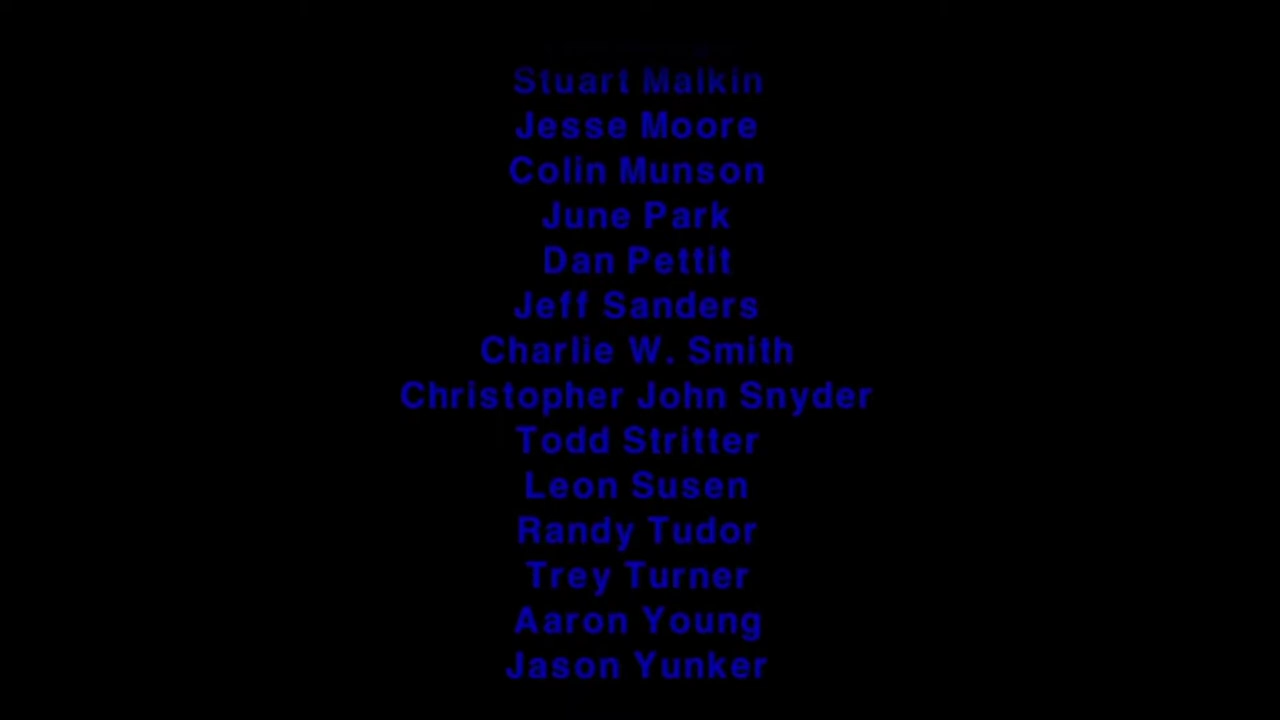 Stuart Malkin
Jesse Moore
Colin Munson
June Park
Dan Pettit
Jeff Sanders
Charlie W. Smith
Christopher John Snyder
Todd Stritter
Leon Susen
Randy Tudor
Trey Turner
Aaron Young
Jason Yunker